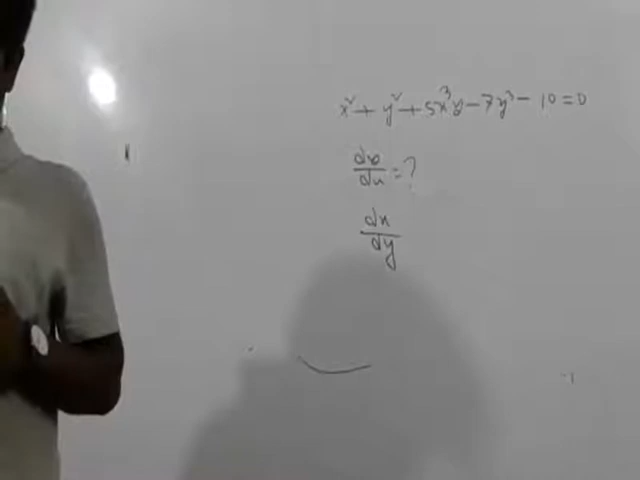 x² + y² + 5x³y - 7y³ - 10 = 0
dy/dx = ?
dx/dy